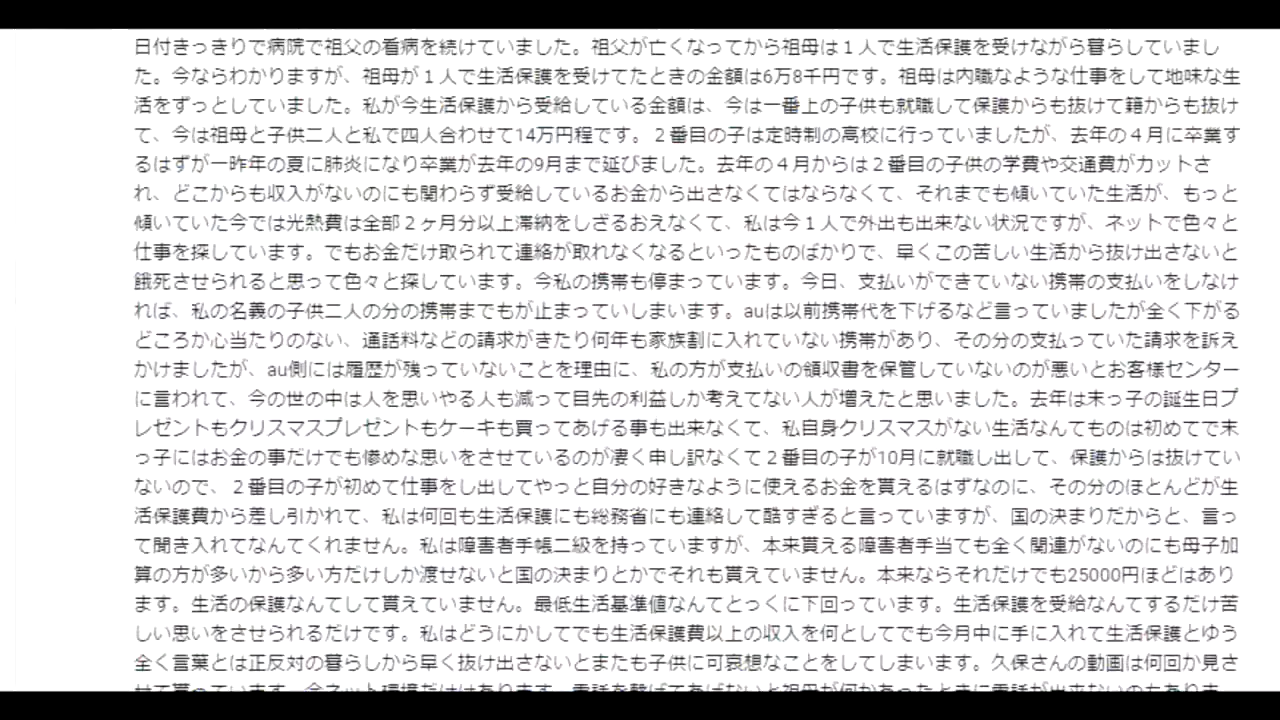 日付きっきりで病院で祖父の看病を続けていました。祖父が亡くなってから祖母は１人で生活保護を受けながら暮らしていまし
た。今ならわかりますが、祖母が１人で生活保護を受けてたときの金額は6万8千円です。祖母は内職なような仕事をして地味な生
活をずっとしていました。私が今生活保護から受給している金額は、今は一番上の子供も就職して保護からも抜けて籍からも抜け
て、今は祖母と子供二人と私で四人合わせて14万円程です。２番目の子は定時制の高校に行っていましたが、去年の４月に卒業す
るはずが一昨年の夏に肺炎になり卒業が去年の9月まで延びました。去年の４月からは２番目の子供の学費や交通費がカットさ
れ、どこからも収入がないのにも関わらず受給しているお金から出さなくてはならなくて、それまでも傾いていた生活が、もっと
傾いていた今では光熱費は全部２ヶ月分以上滞納をしざるおえなくて、私は今１人で外出も出来ない状況ですが、ネットで色々と
仕事を探しています。でもお金だけ取られて連絡が取れなくなるといったものばかりで、早くこの苦しい生活から抜け出さないと
餓死させられると思って色々と探しています。今私の携帯も停まっています。今日、支払いができていない携帯の支払いをしなけ
れば、私の名義の子供二人の分の携帯までもが止まっていしまいます。auは以前携帯代を下げるなど言っていましたが全く下がる
どころか心当たりのない、通話料などの請求がきたり何年も家族割に入れていない携帯があり、その分の支払っていた請求を訴え
かけましたが、au側には履歴が残っていないことを理由に、私の方が支払いの領収書を保管していないのが悪いとお客様センター
に言われて、今の世の中は人を思いやる人も減って目先の利益しか考えてない人が増えたと思いました。去年は末っ子の誕生日プ
レゼントもクリスマスプレゼントもケーキも買ってあげる事も出来なくて、私自身クリスマスがない生活なんてものは初めてで末
っ子にはお金の事だけでも惨めな思いをさせているのが凄く申し訳なくて２番目の子が10月に就職し出して、保護からは抜けてい
ないので、２番目の子が初めて仕事をし出してやっと自分の好きなように使えるお金を貰えるはずなのに、その分のほとんどが生
活保護費から差し引かれて、私は何回も生活保護にも総務省にも連絡して酷すぎると言っていますが、国の決まりだからと、言っ
て聞き入れてなんてくれません。私は障害者手帳二級を持っていますが、本来貰える障害者手当ても全く関連がないのにも母子加
算の方が多いから多い方だけしか渡せないと国の決まりとかでそれも貰えていません。本来ならそれだけでも25000円ほどはあり
ます。生活の保護なんてして貰えていません。最低生活基準値なんてとっくに下回っています。生活保護を受給なんてするだけ苦
しい思いをさせられるだけです。私はどうにかしてでも生活保護費以上の収入を何としてでも今月中に手に入れて生活保護とゆう
全く言葉とは正反対の暮らしから早く抜け出さないとまたも子供に可哀想なことをしてしまいます。久保さんの動画は何回か見さ